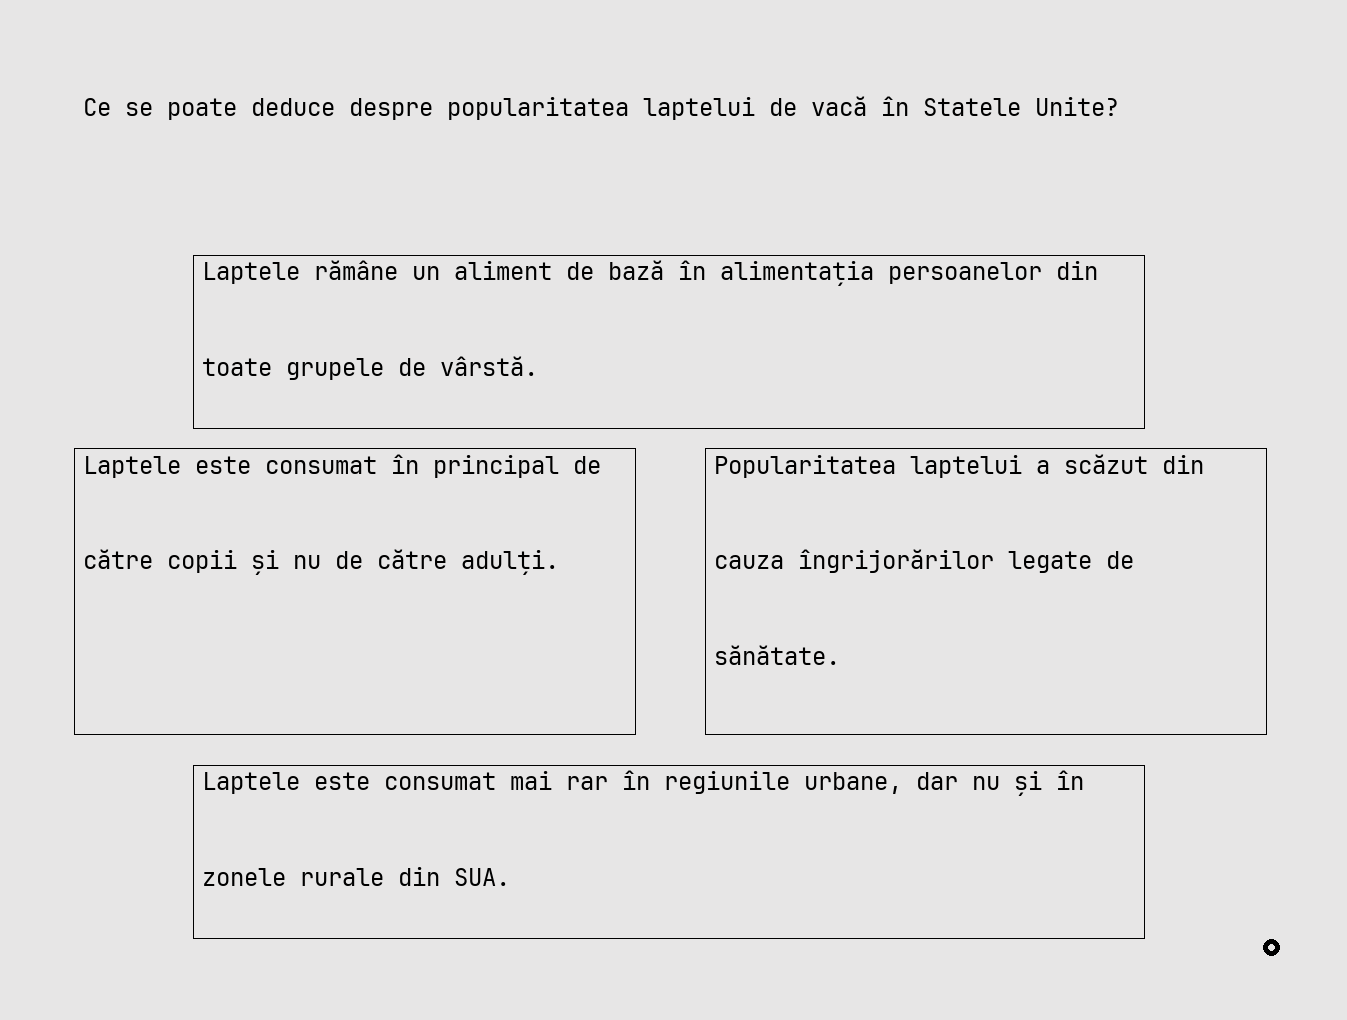 Ce se poate deduce despre popularitatea laptelui de vacă în Statele Unite?
Laptele rămâne un aliment de bază în alimentația persoanelor din
toate grupele de vârstă.
Laptele este consumat în principal de
către copii și nu de către adulți.
Popularitatea laptelui a scăzut din
cauza îngrijorărilor legate de
sănătate.
Laptele este consumat mai rar în regiunile urbane, dar nu și în
zonele rurale din SUA.